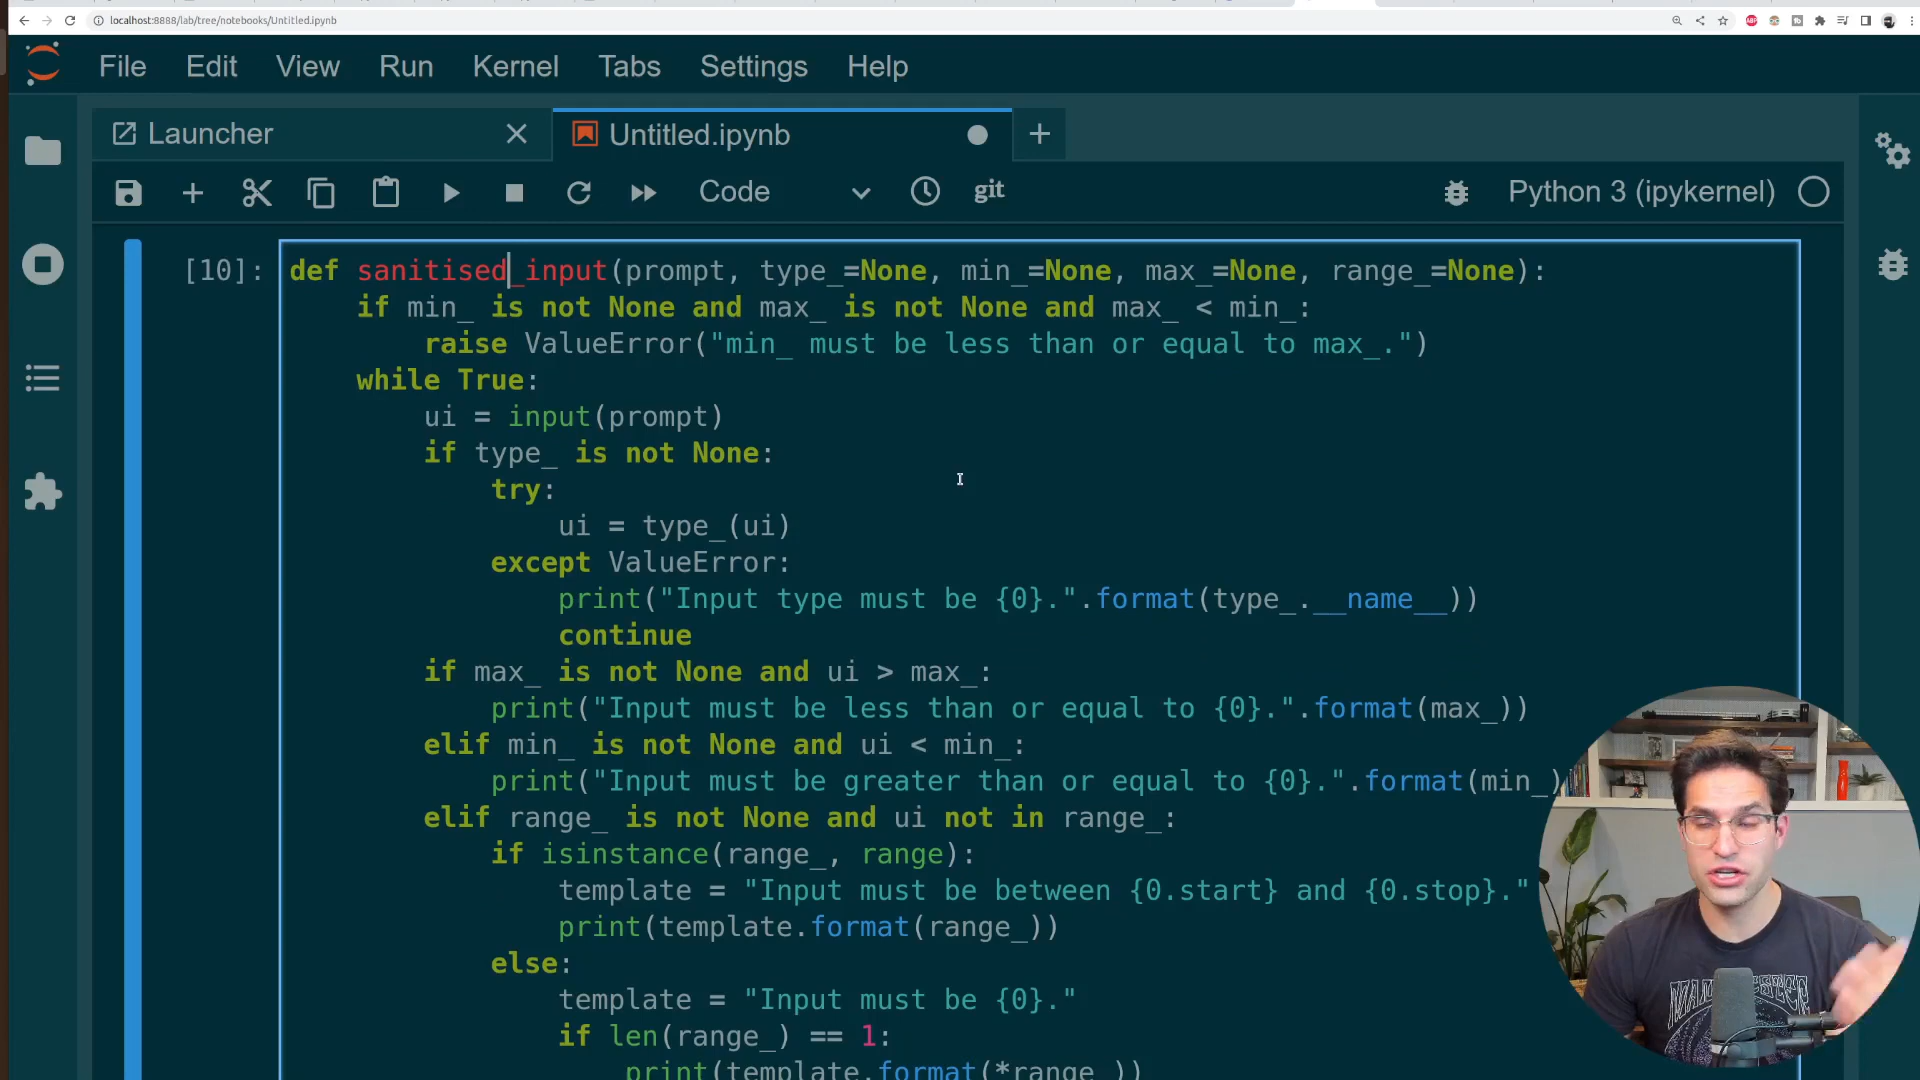 localhost:8888/lab/tree/notebooks/Untitled.ipynb
File Edit View Run Kernel Tabs Settings Help
Launcher Untitled.ipynb
Code git Python 3 (ipykernel)
[10]: def sanitised_input(prompt, type_=None, min_=None, max_=None, range_=None):
if min_ is not None and max_ is not None and max_ < min_:
raise ValueError("min_ must be less than or equal to max_.")
while True:
ui = input(prompt)
if type_ is not None:
try:
ui = type_(ui)
except ValueError:
print("Input type must be {0}.".format(type_.__name__))
continue
if max_ is not None and ui > max_:
print("Input must be less than or equal to {0}.".format(max_))
elif min_ is not None and ui < min_:
print("Input must be greater than or equal to {0}.".format(min_)
elif range_ is not None and ui not in range_:
if isinstance(range_, range):
template = "Input must be between {0.start} and {0.stop}."
print(template.format(range_))
else:
template = "Input must be {0}."
if len(range_) == 1:
print(template.format(*range_))